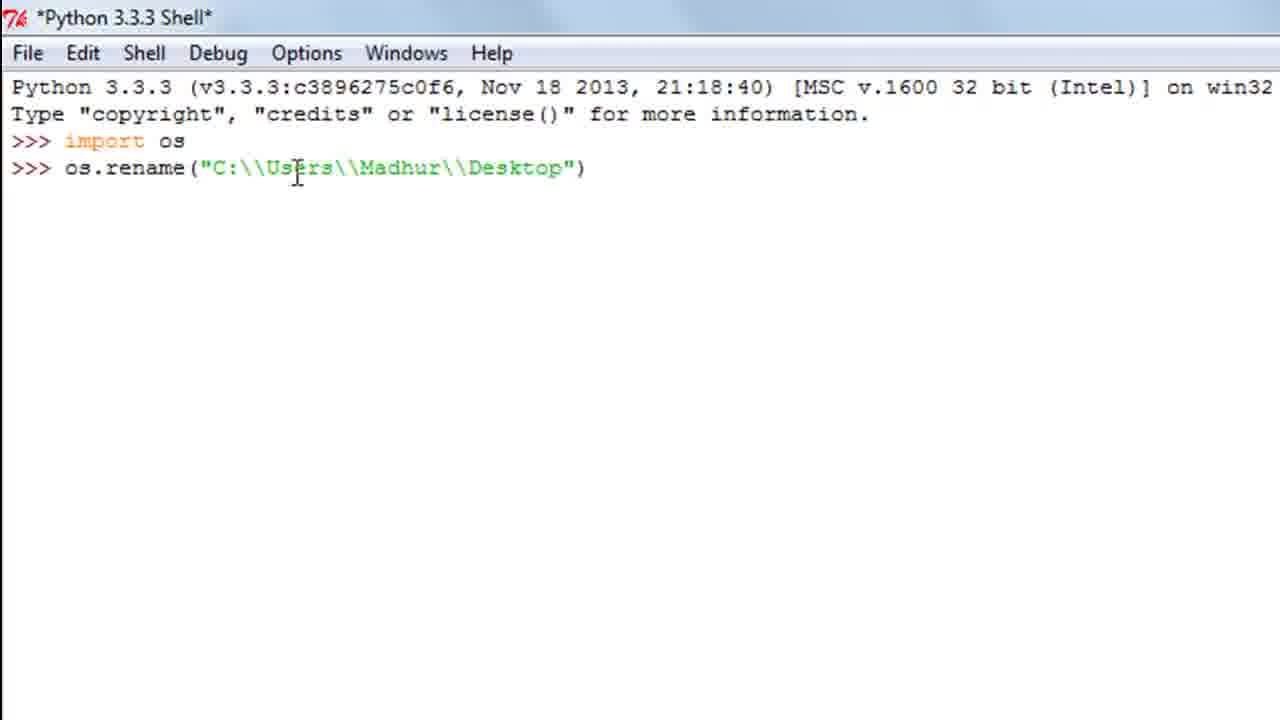 *Python 3.3.3 Shell*
File Edit Shell Debug Options Windows Help
Python 3.3.3 (v3.3.3:c3896275c0f6, Nov 18 2013, 21:18:40) [MSC v.1600 32 bit (Intel)] on win32
Type "copyright", "credits" or "license()" for more information.
>>> import os
>>> os.rename("C:\\Users\\Madhur\\Desktop")